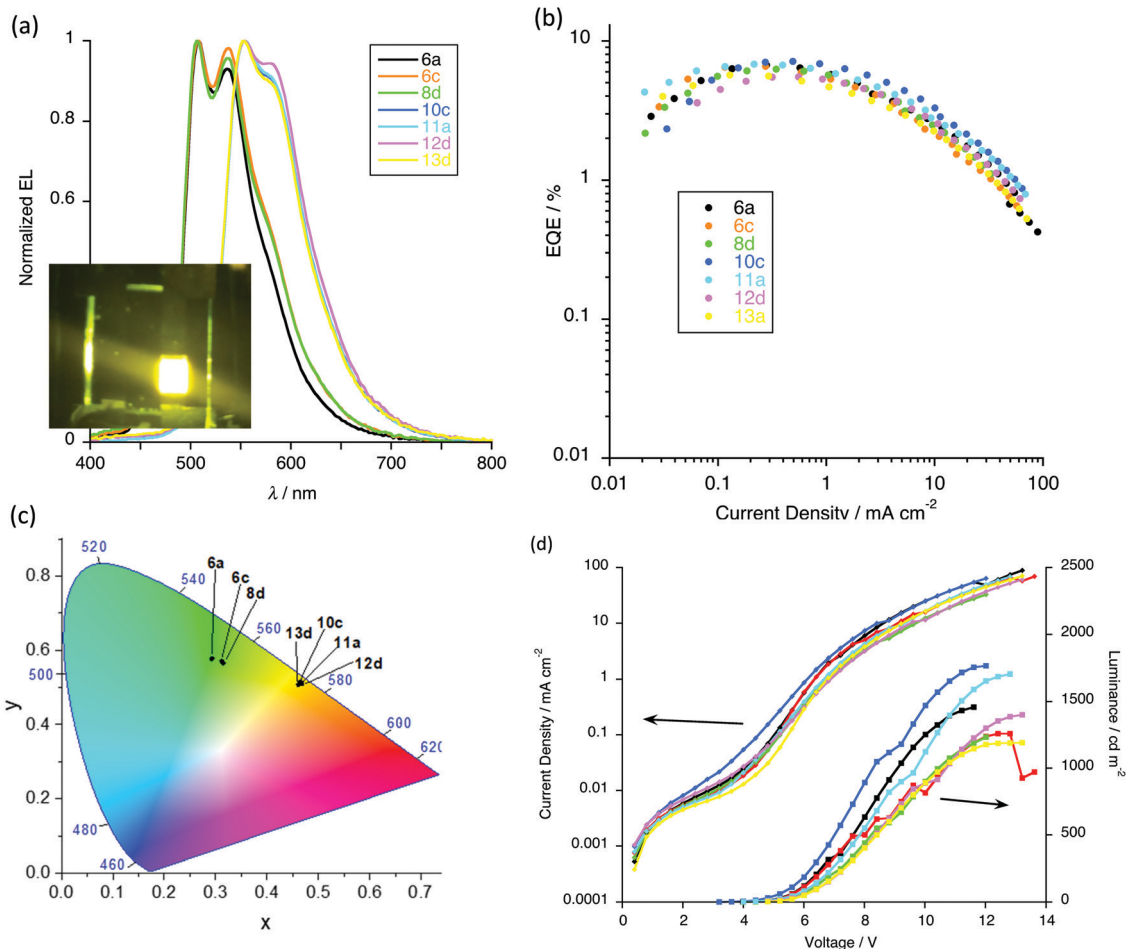 (a)
1
0.8
0.6
0
Normalized EL
400
500
600
700
800
λ / nm
6a
6c
8d
10c
11a
12d
13d
(b)
10
1
0.1
0.01
EQE / %
0.01
0.1
1
10
100
Current Densitv / mA cm-2
6a
6c
8d
10c
11a
12d
13a
(c)
0.8
0.6
0.4
0.2
0.0
y
0.0
0.1
0.2
0.3
0.4
0.5
0.6
0.7
x
520
540
560
580
600
620
500
480
460
6a
6c
8d
13d
10c
11a
12d
(d)
100
10
1
0.1
0.01
0.001
0.0001
Current Density / mA cm-2
0
2
4
6
8
10
12
14
Voltage / V
2500
2000
1500
1000
500
0
Luminance / cd m-2